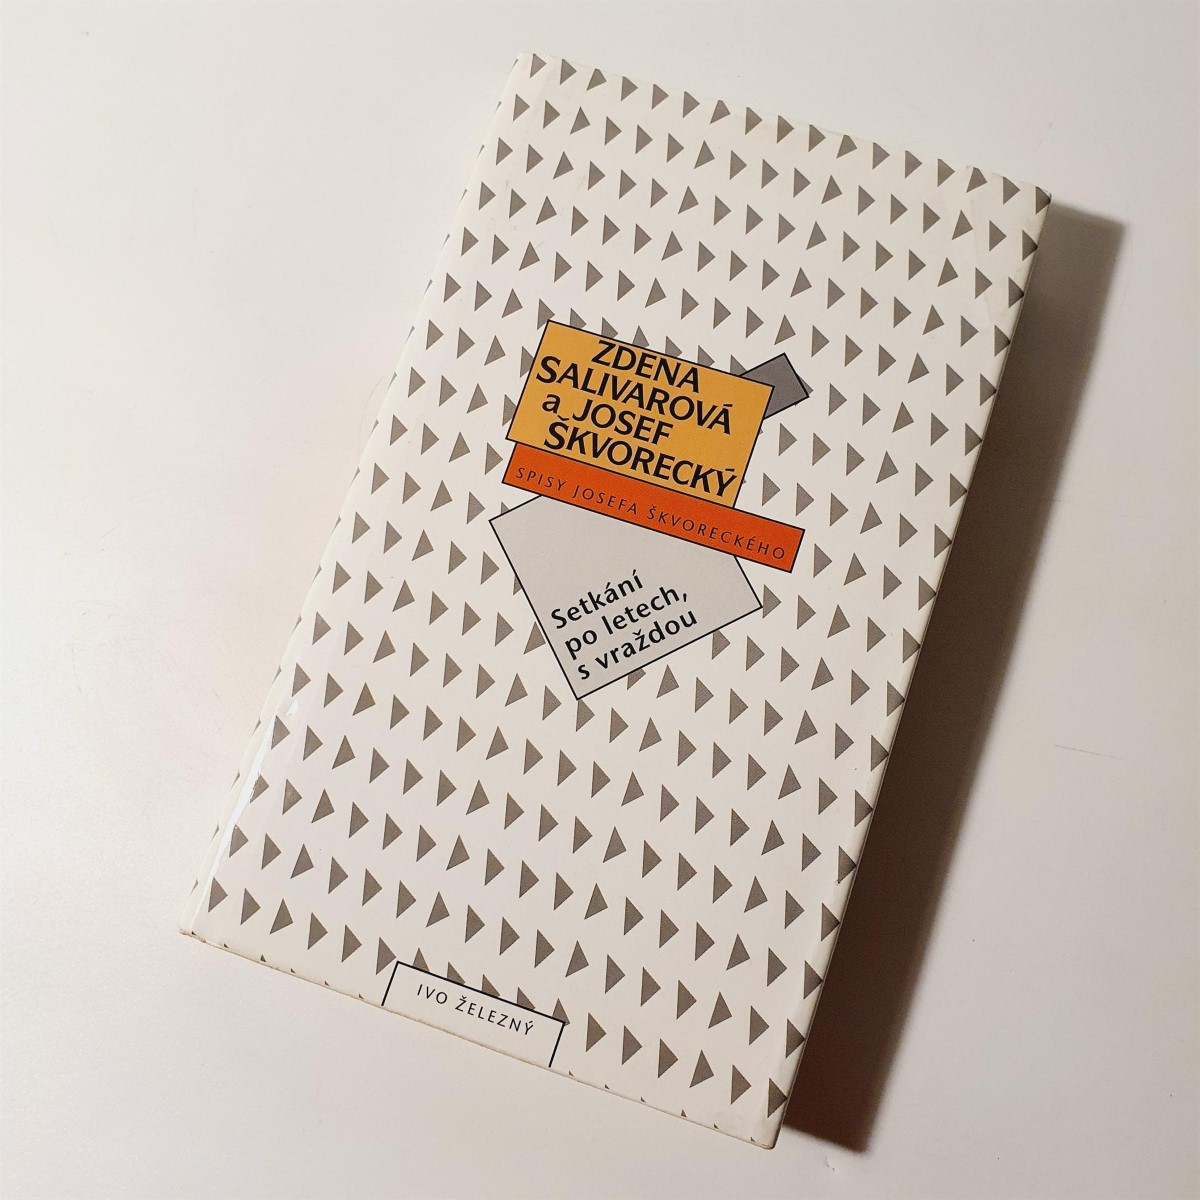 ZDENA
SALIVAROVÁ
a JOSEF
ŠKVORECKÝ
SPISY JOSEFA ŠKVORECKÉHO
Setkání
po letech,
s vraždou
IVO ŽELEZNÝ